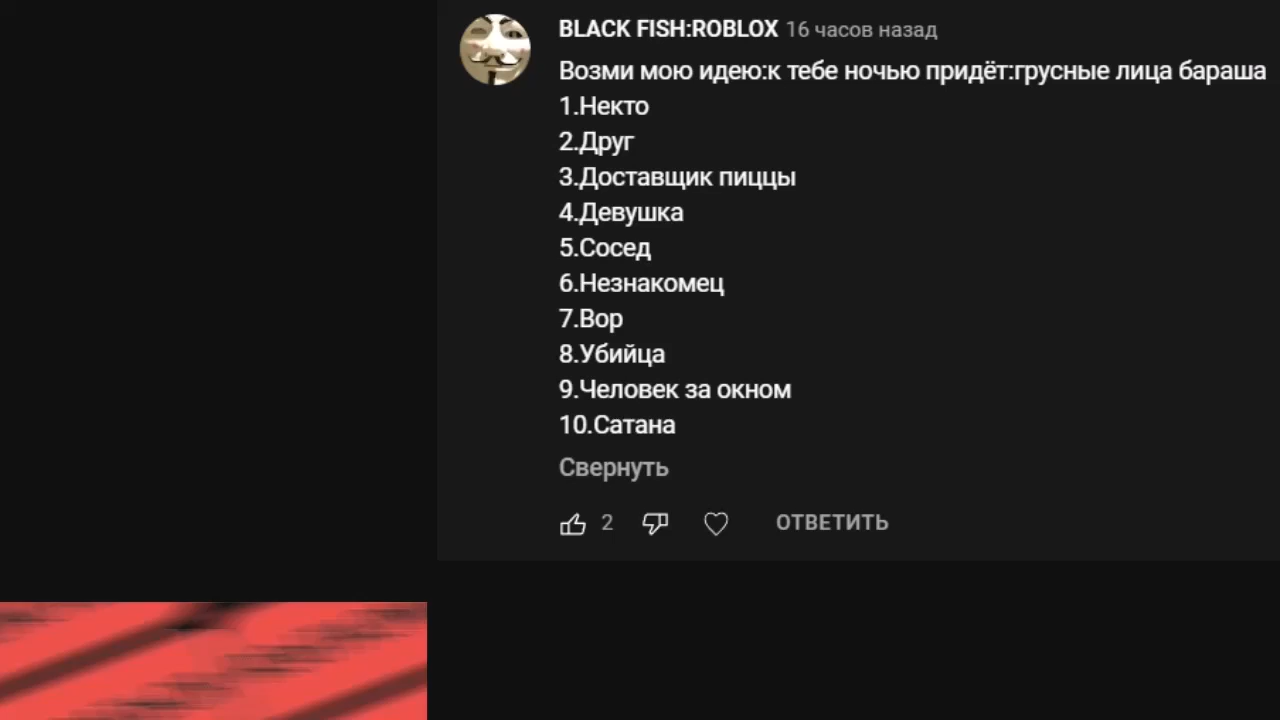 BLACK FISH:ROBLOX 16 часов назад
Возми мою идею:к тебе ночью придёт:грусные лица бараша
1.Некто
2.Друг
3.Доставщик пиццы
4.Девушка
5.Сосед
6.Незнакомец
7.Вор
8.Убийца
9.Человек за окном
10.Сатана
Свернуть
2 ОТВЕТИТЬ